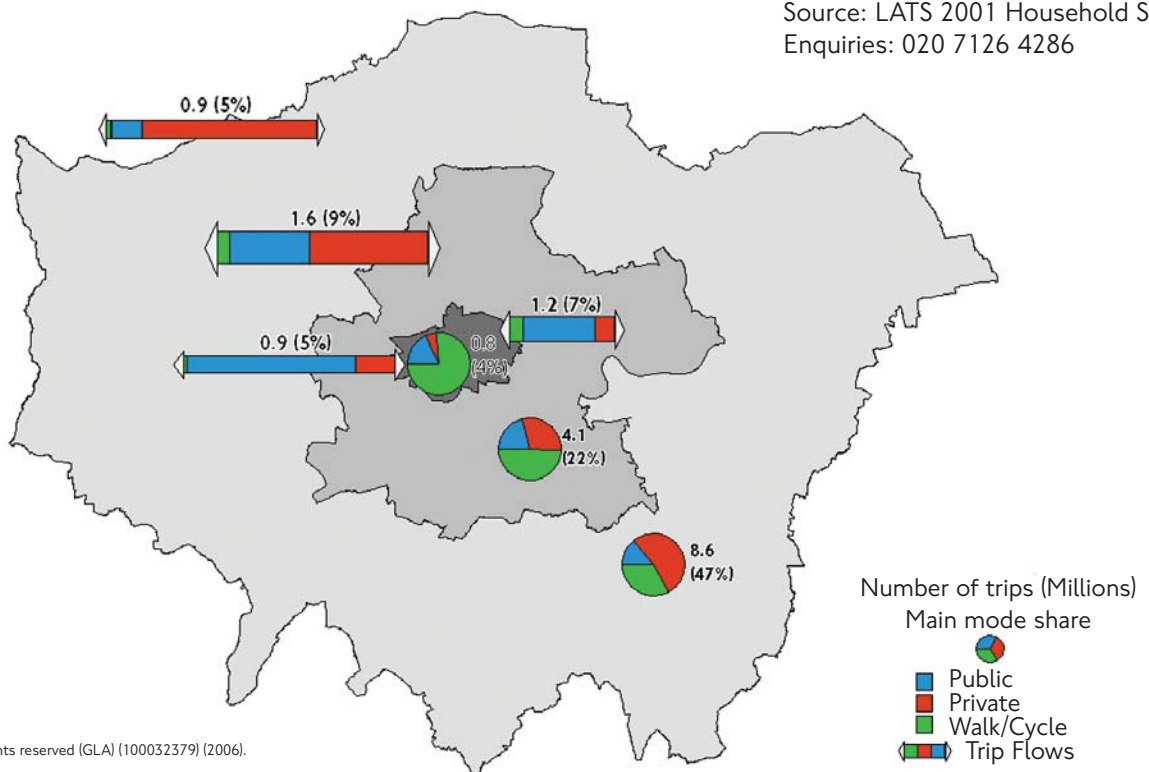 Source: LATS 2001 Household S
Enquiries: 020 7126 4286
0.9 (5%)
1.6 (9%)
1.2 (7%)
0.9 (5%)
0.8
(4%)
4.1
(22%)
8.6
(47%)
Number of trips (Millions)
Main mode share
Public
Private
Walk/Cycle
Trip Flows
nts reserved (GLA) (100032379) (2006).